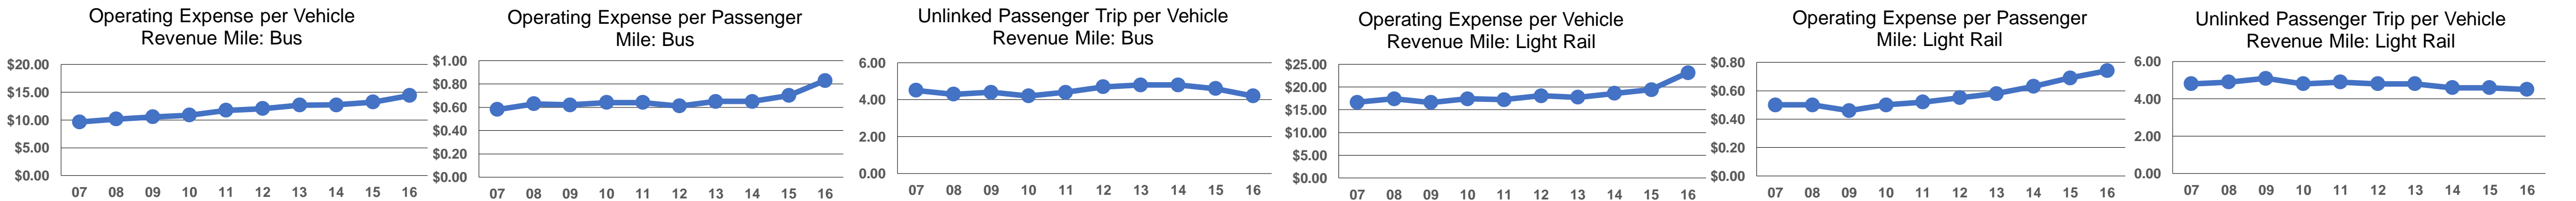 Operating Expense per Vehicle
Revenue Mile: Bus
$20.00
$15.00
$10.00
$5.00
$0.00
07 08 09 10 11 12 13 14 15 16
Operating Expense per Passenger
Mile: Bus
$1.00
$0.80
$0.60
$0.40
$0.20
$0.00
07 08 09 10 11 12 13 14 15 16
Unlinked Passenger Trip per Vehicle
Revenue Mile: Bus
6.00
4.00
2.00
0.00
07 08 09 10 11 12 13 14 15 16
Operating Expense per Vehicle
Revenue Mile: Light Rail
$25.00
$20.00
$15.00
$10.00
$5.00
$0.00
07 08 09 10 11 12 13 14 15 16
Operating Expense per Passenger
Mile: Light Rail
$0.80
$0.60
$0.40
$0.20
$0.00
07 08 09 10 11 12 13 14 15 16
Unlinked Passenger Trip per Vehicle
Revenue Mile: Light Rail
6.00
4.00
2.00
0.00
07 08 09 10 11 12 13 14 15 16